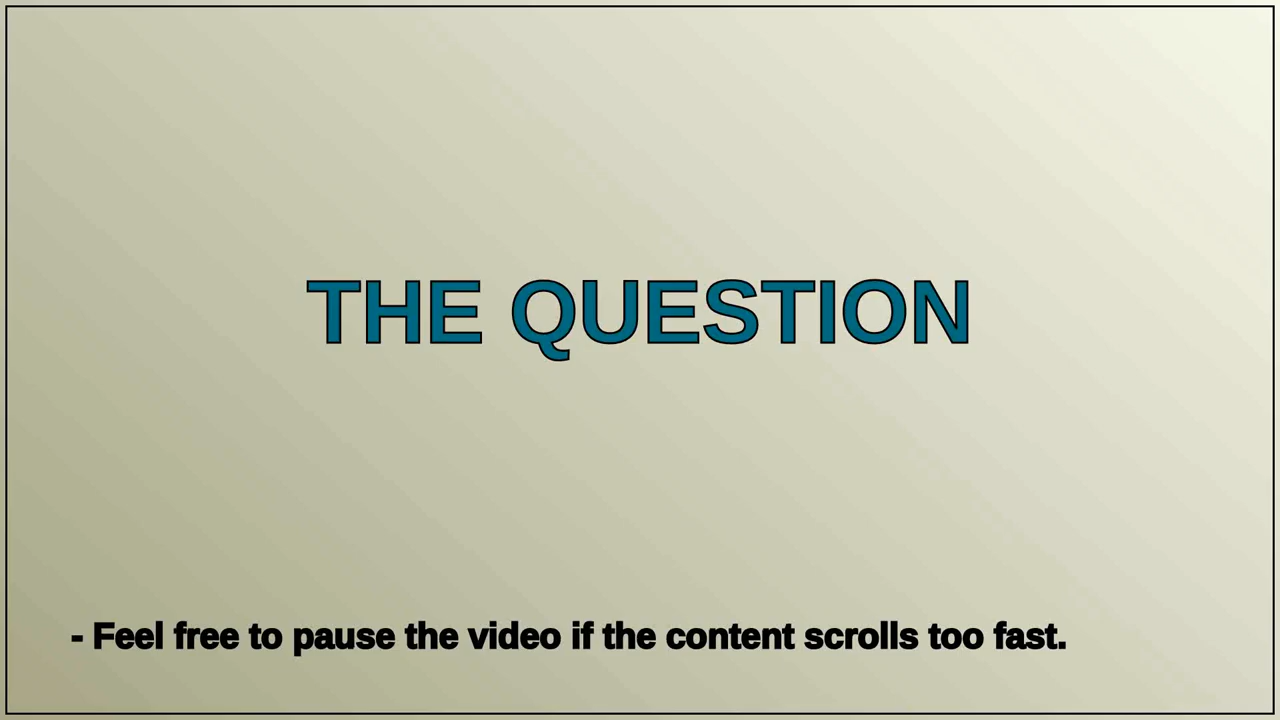 THE QUESTION
- Feel free to pause the video if the content scrolls too fast.